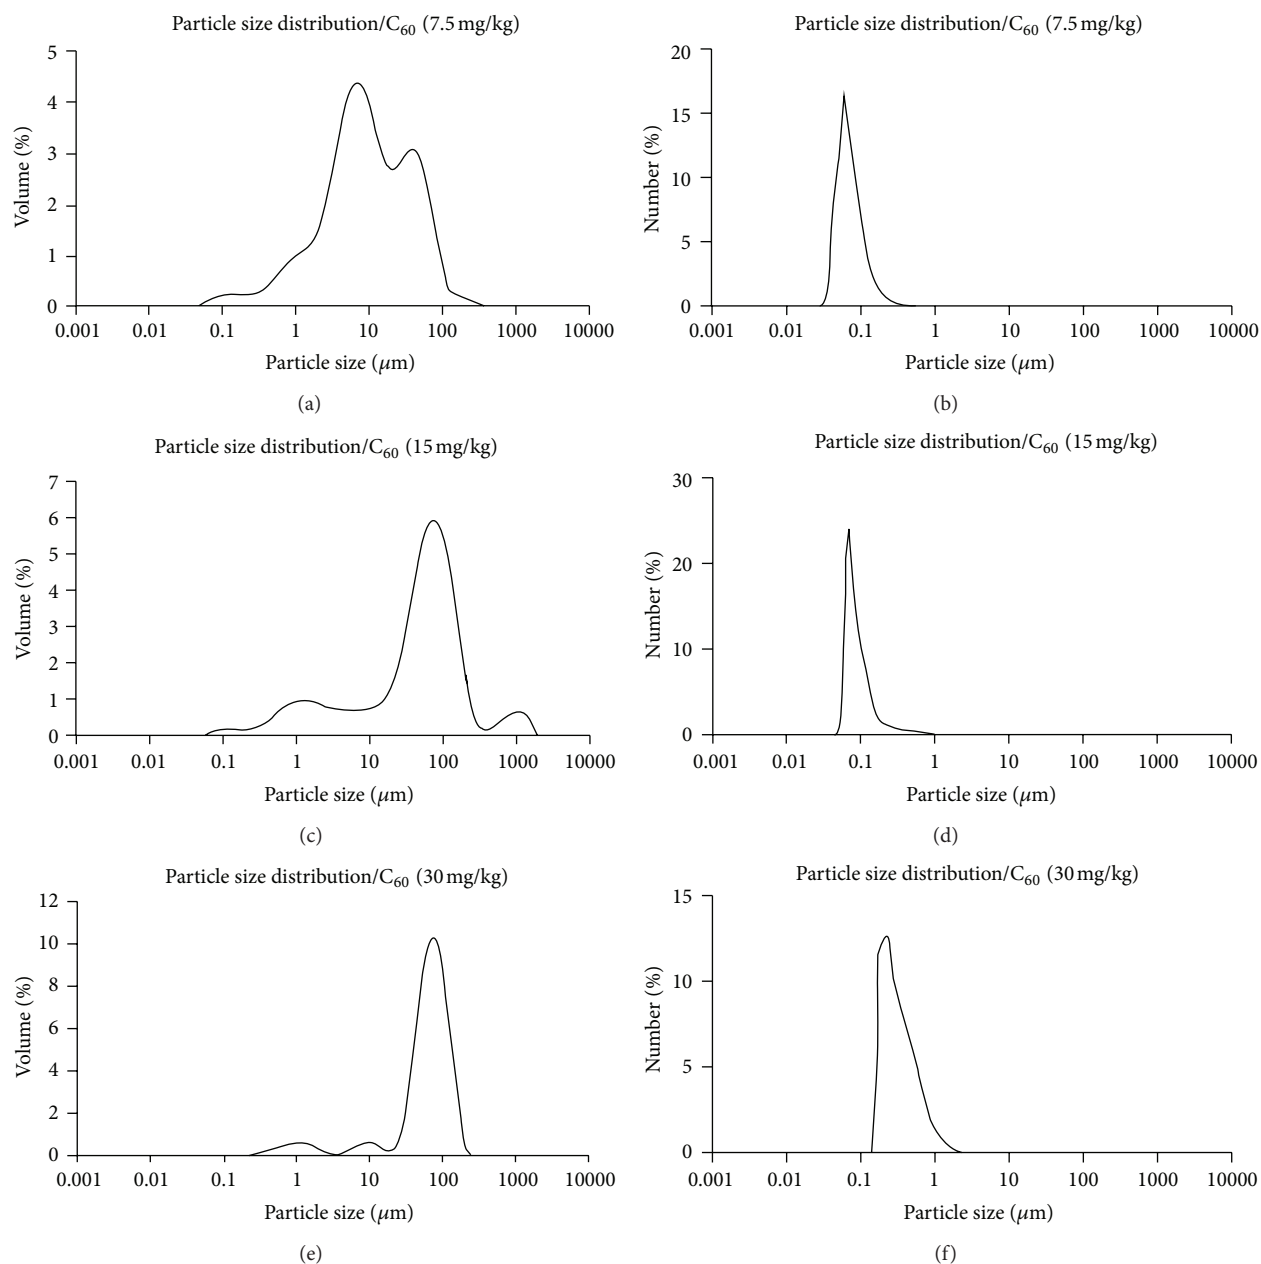 Particle size distribution/C60 (7.5 mg/kg)
Volume (%)
5
4
3
2
1
0
0.001 0.01 0.1 1 10 100 1000 10000
Particle size (μm)
(a)
Particle size distribution/C60 (7.5 mg/kg)
Number (%)
20
15
10
5
0
0.001 0.01 0.1 1 10 100 1000 10000
Particle size (μm)
(b)
Particle size distribution/C60 (15 mg/kg)
Volume (%)
7
6
5
4
3
2
1
0
0.001 0.01 0.1 1 10 100 1000 10000
Particle size (μm)
(c)
Particle size distribution/C60 (15 mg/kg)
Number (%)
30
20
10
0
0.001 0.01 0.1 1 10 100 1000 10000
Particle size (μm)
(d)
Particle size distribution/C60 (30 mg/kg)
Volume (%)
12
10
8
6
4
2
0
0.001 0.01 0.1 1 10 100 1000 10000
Particle size (μm)
(e)
Particle size distribution/C60 (30 mg/kg)
Number (%)
15
10
5
0
0.001 0.01 0.1 1 10 100 1000 10000
Particle size (μm)
(f)